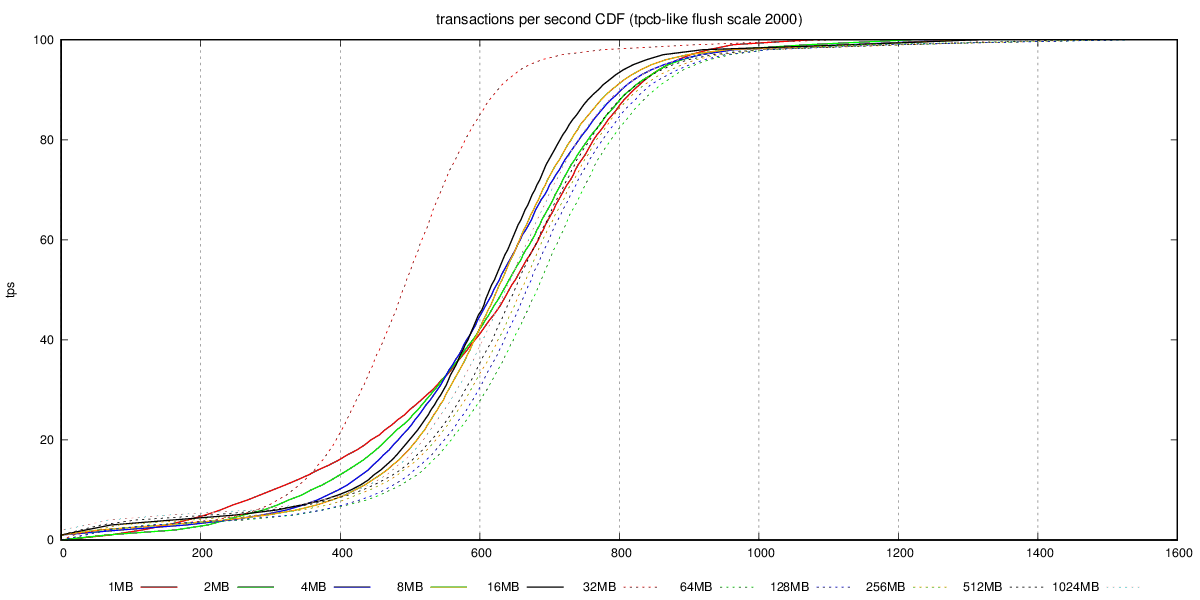 transactions per second CDF (tpcb-like flush scale 2000)
100
80
60
40
20
0
tps
0 200 400 600 800 1000 1200 1400 1600
1MB 2MB 4MB 8MB 16MB 32MB 64MB 128MB 256MB 512MB 1024MB